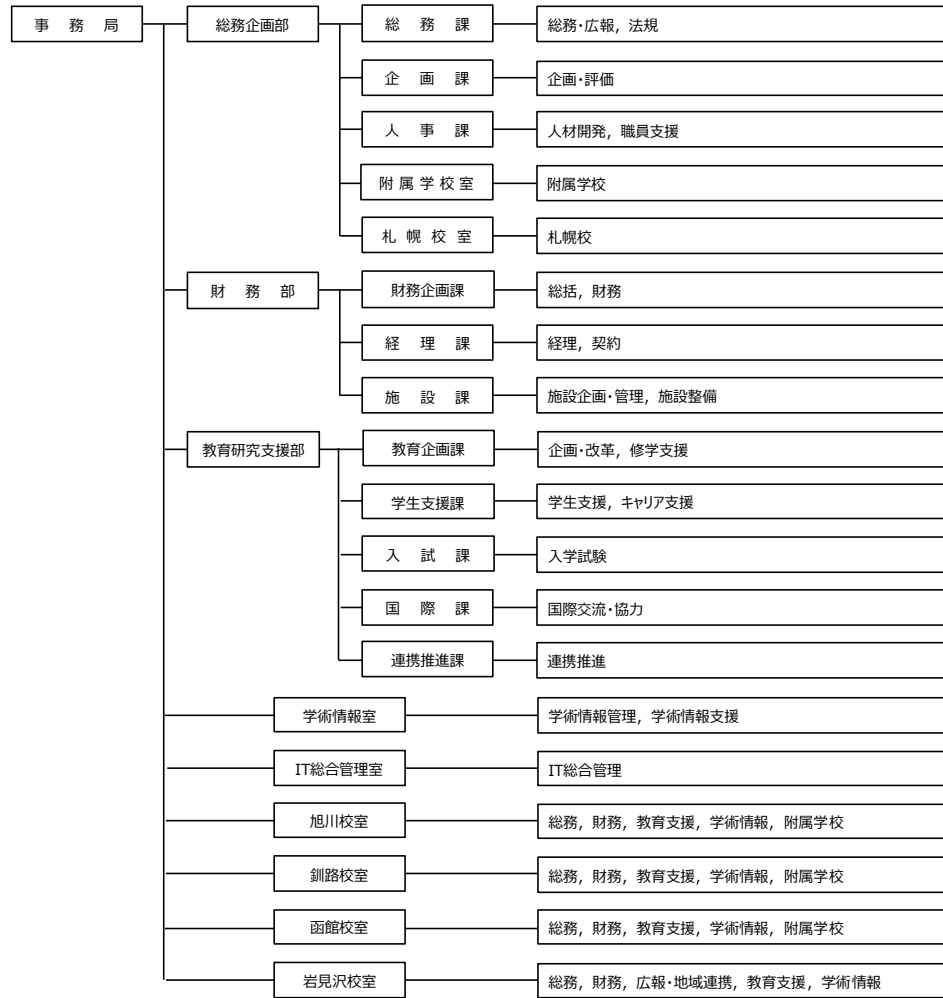 事務局
総務企画部
総務課
総務・広報，法規
企画課
企画・評価
人事課
人材開発，職員支援
附属学校室
附属学校
札幌校室
札幌校
財務部
財務企画課
総括，財務
経理課
経理，契約
施設課
施設企画・管理，施設整備
教育研究支援部
教育企画課
企画・改革，修学支援
学生支援課
学生支援，キャリア支援
入試課
入学試験
国際課
国際交流・協力
連携推進課
連携推進
学術情報室
学術情報管理，学術情報支援
IT総合管理室
IT総合管理
旭川校室
総務，財務，教育支援，学術情報，附属学校
釧路校室
総務，財務，教育支援，学術情報，附属学校
函館校室
総務，財務，教育支援，学術情報，附属学校
岩見沢校室
総務，財務，広報・地域連携，教育支援，学術情報